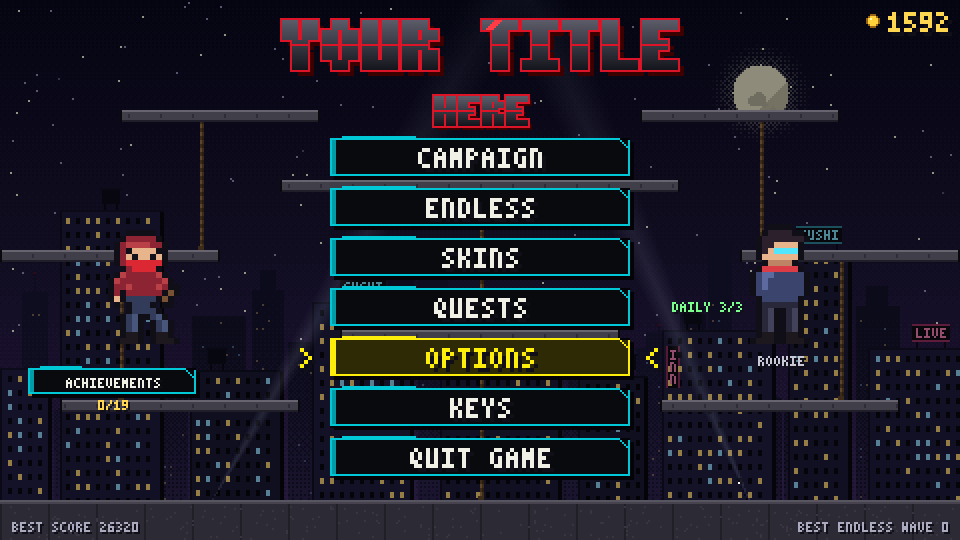 1592
YOUR TITLE
HERE
CAMPAIGN
ENDLESS
SKINS
QUESTS
DAILY 3/3
> OPTIONS <
ROOKIE
LIVE
ACHIEVEMENTS
0/19
KEYS
QUIT GAME
BEST SCORE 26320
BEST ENDLESS WAVE 0